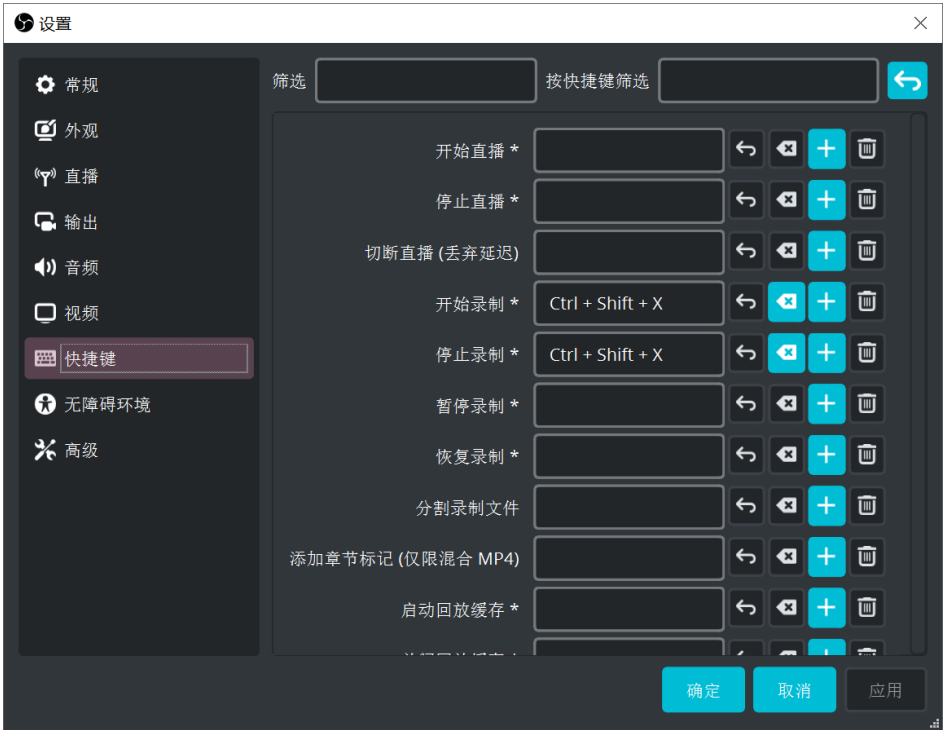 设置
常规
外观
直播
输出
音频
视频
快捷键
无障碍环境
高级
筛选 按快捷键筛选
开始直播 *
停止直播 *
切断直播 (丢弃延迟)
开始录制 * Ctrl + Shift + X
停止录制 * Ctrl + Shift + X
暂停录制 *
恢复录制 *
分割录制文件
添加章节标记 (仅限混合 MP4)
启动回放缓存 *
确定 取消 应用